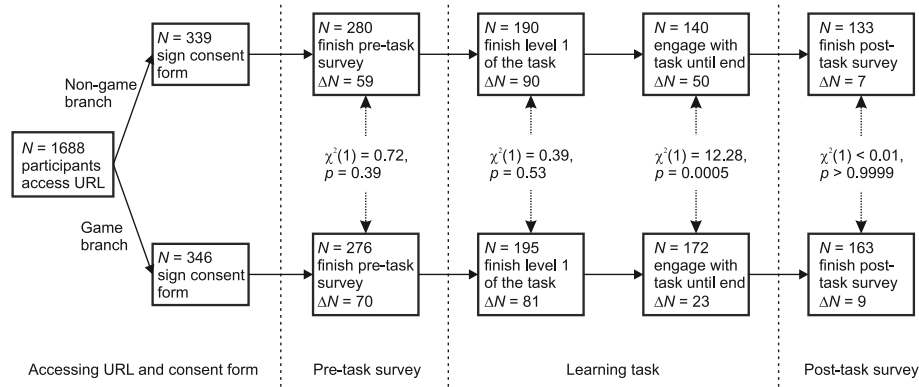 N = 1688
participants
access URL
Non-game
branch
Game
branch
N = 339
sign consent
form
N = 280
finish pre-task
survey
ΔN = 59
N = 190
finish level 1
of the task
ΔN = 90
N = 140
engage with
task until end
ΔN = 50
N = 133
finish post-
task survey
ΔN = 7
χ²(1) = 0.72,
p = 0.39
χ²(1) = 0.39,
p = 0.53
χ²(1) = 12.28,
p = 0.0005
χ²(1) < 0.01,
p > 0.9999
N = 346
sign consent
form
N = 276
finish pre-task
survey
ΔN = 70
N = 195
finish level 1
of the task
ΔN = 81
N = 172
engage with
task until end
ΔN = 23
N = 163
finish post-
task survey
ΔN = 9
Accessing URL and consent form
Pre-task survey
Learning task
Post-task survey